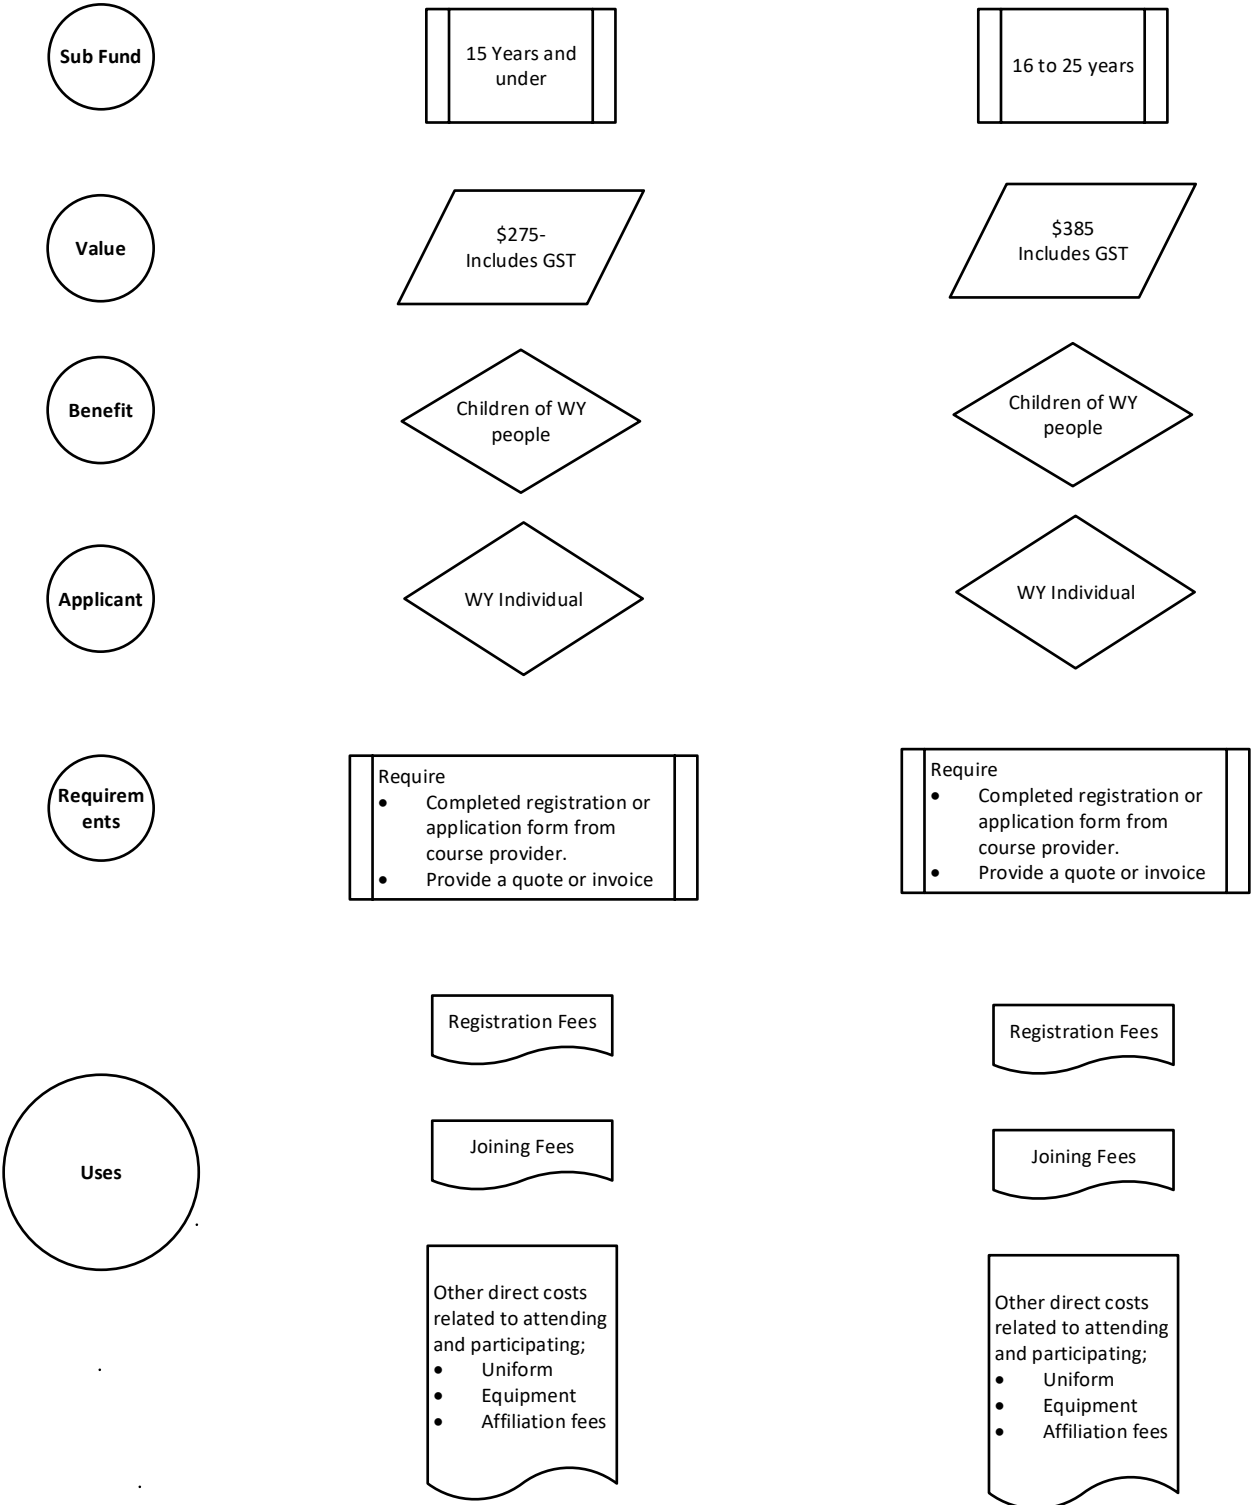 Sub Fund
15 Years and
under
16 to 25 years
Value
$275-
Includes GST
$385
Includes GST
Benefit
Children of WY
people
Children of WY
people
Applicant
WY Individual
WY Individual
Requirem
ents
Require
• Completed registration or
application form from
course provider.
• Provide a quote or invoice
Require
• Completed registration or
application form from
course provider.
• Provide a quote or invoice
Uses
Registration Fees
Registration Fees
Joining Fees
Joining Fees
Other direct costs
related to attending
and participating;
• Uniform
• Equipment
• Affiliation fees
Other direct costs
related to attending
and participating;
• Uniform
• Equipment
• Affiliation fees